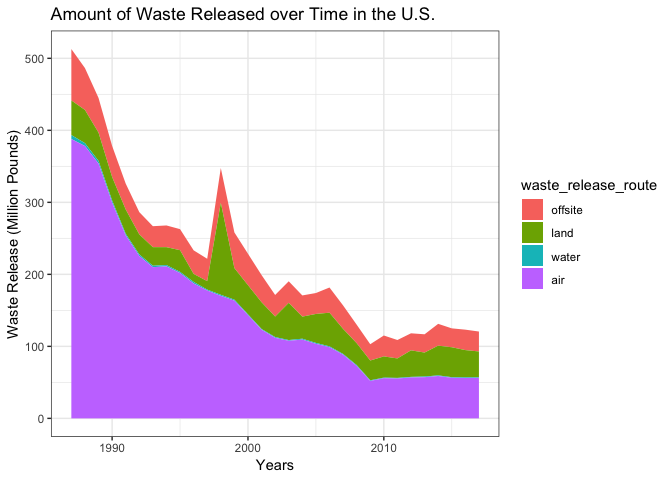 Amount of Waste Released over Time in the U.S.
Waste Release (Million Pounds)
500
400
300
200
100
0
1990
2000
2010
Years
waste_release_route
offsite
land
water
air